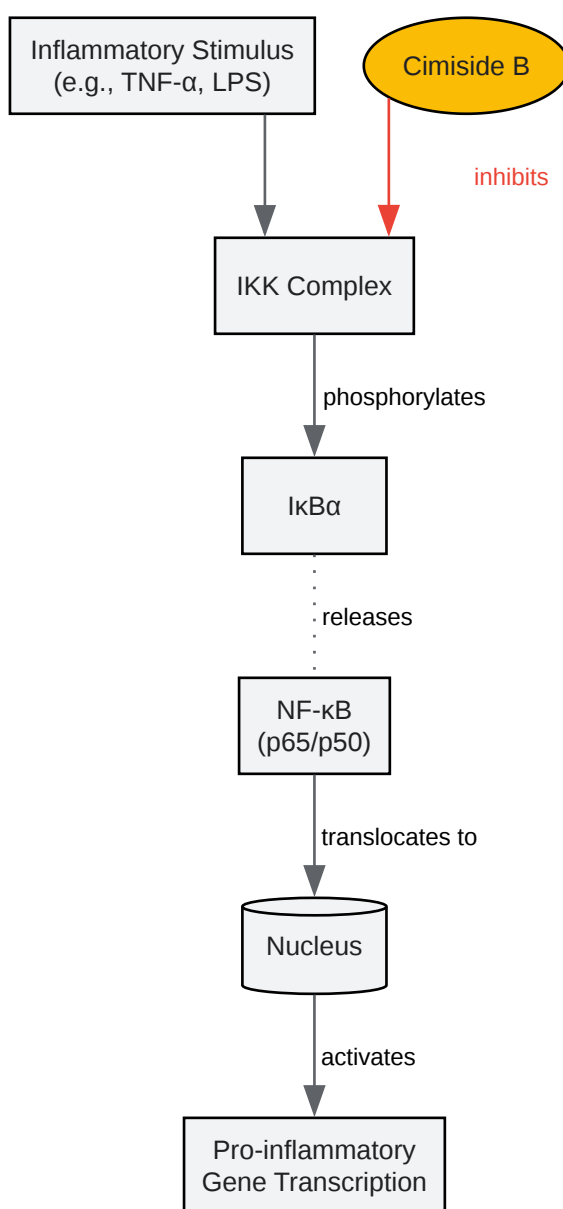 Inflammatory Stimulus
(e.g., TNF-α, LPS)
Cimiside B
inhibits
IKK Complex
phosphorylates
IκBα
releases
NF-κB
(p65/p50)
translocates to
Nucleus
activates
Pro-inflammatory
Gene Transcription